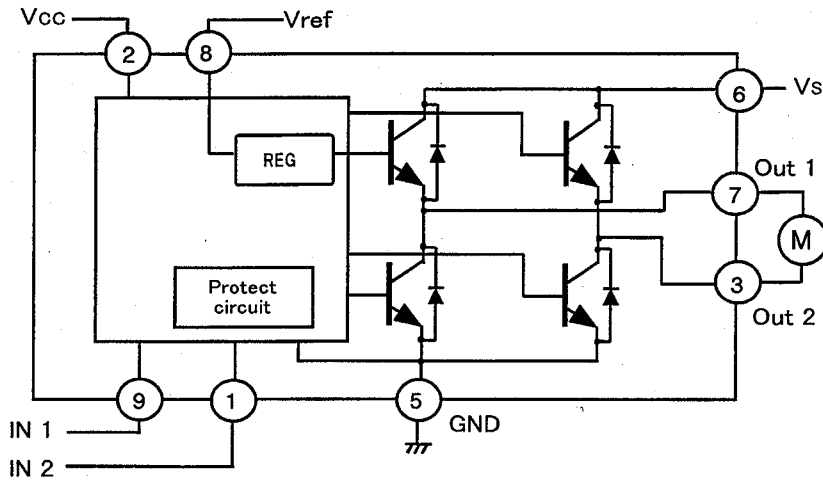 Vcc
Vref
2
8
6
Vs
REG
Out 1
7
M
3
Out 2
Protect
circuit
9
1
5
GND
IN 1
IN 2